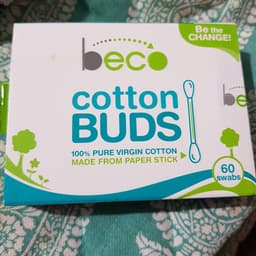 Be the
CHANGE!
beco
cotton
BUDS
100% PURE VIRGIN COTTON
MADE FROM PAPER STICK
60
swabs